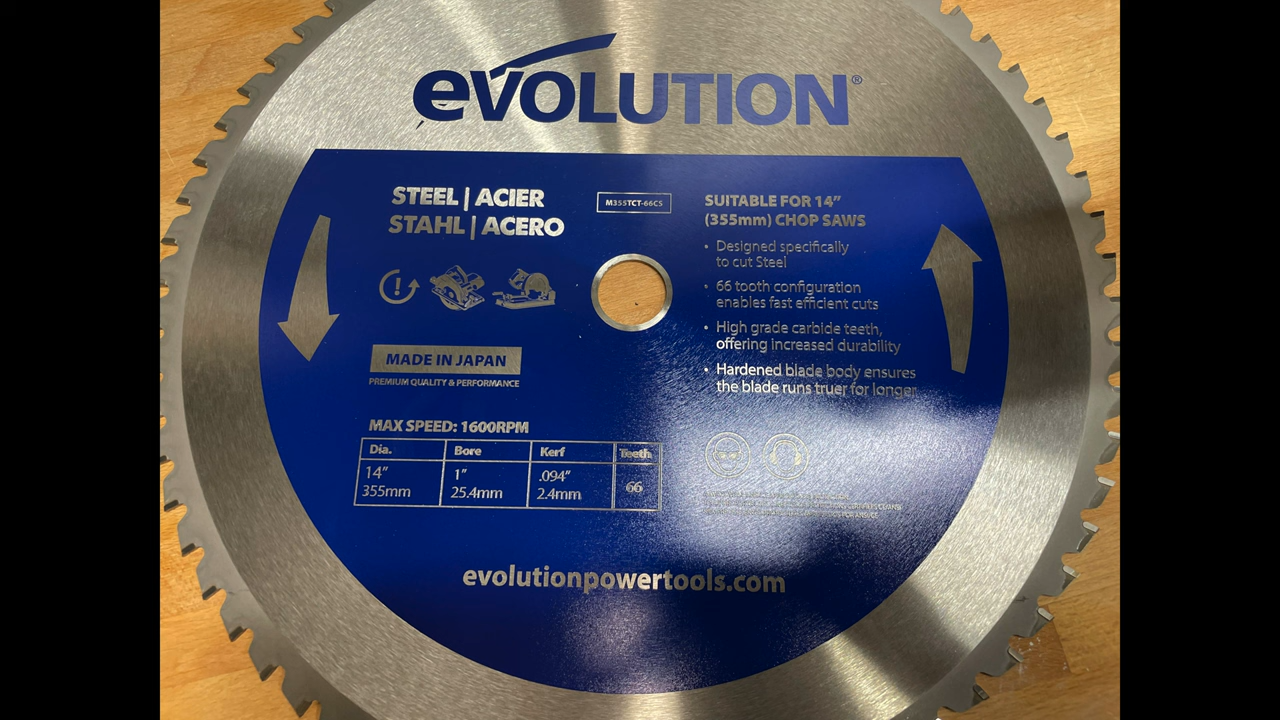 evolution®
STEEL | ACIER
STAHL | ACERO
M355TCT-66CS
SUITABLE FOR 14”
(355mm) CHOP SAWS
• Designed specifically
to cut Steel
• 66 tooth configuration
enables fast efficient cuts
• High grade carbide teeth,
offering increased durability
• Hardened blade body ensures
the blade runs truer for longer
MADE IN JAPAN
PREMIUM QUALITY & PERFORMANCE
MAX SPEED: 1600RPM
Dia. Bore Kerf Teeth
14” 1” .094” 66
355mm 25.4mm 2.4mm
evolutionpowertools.com